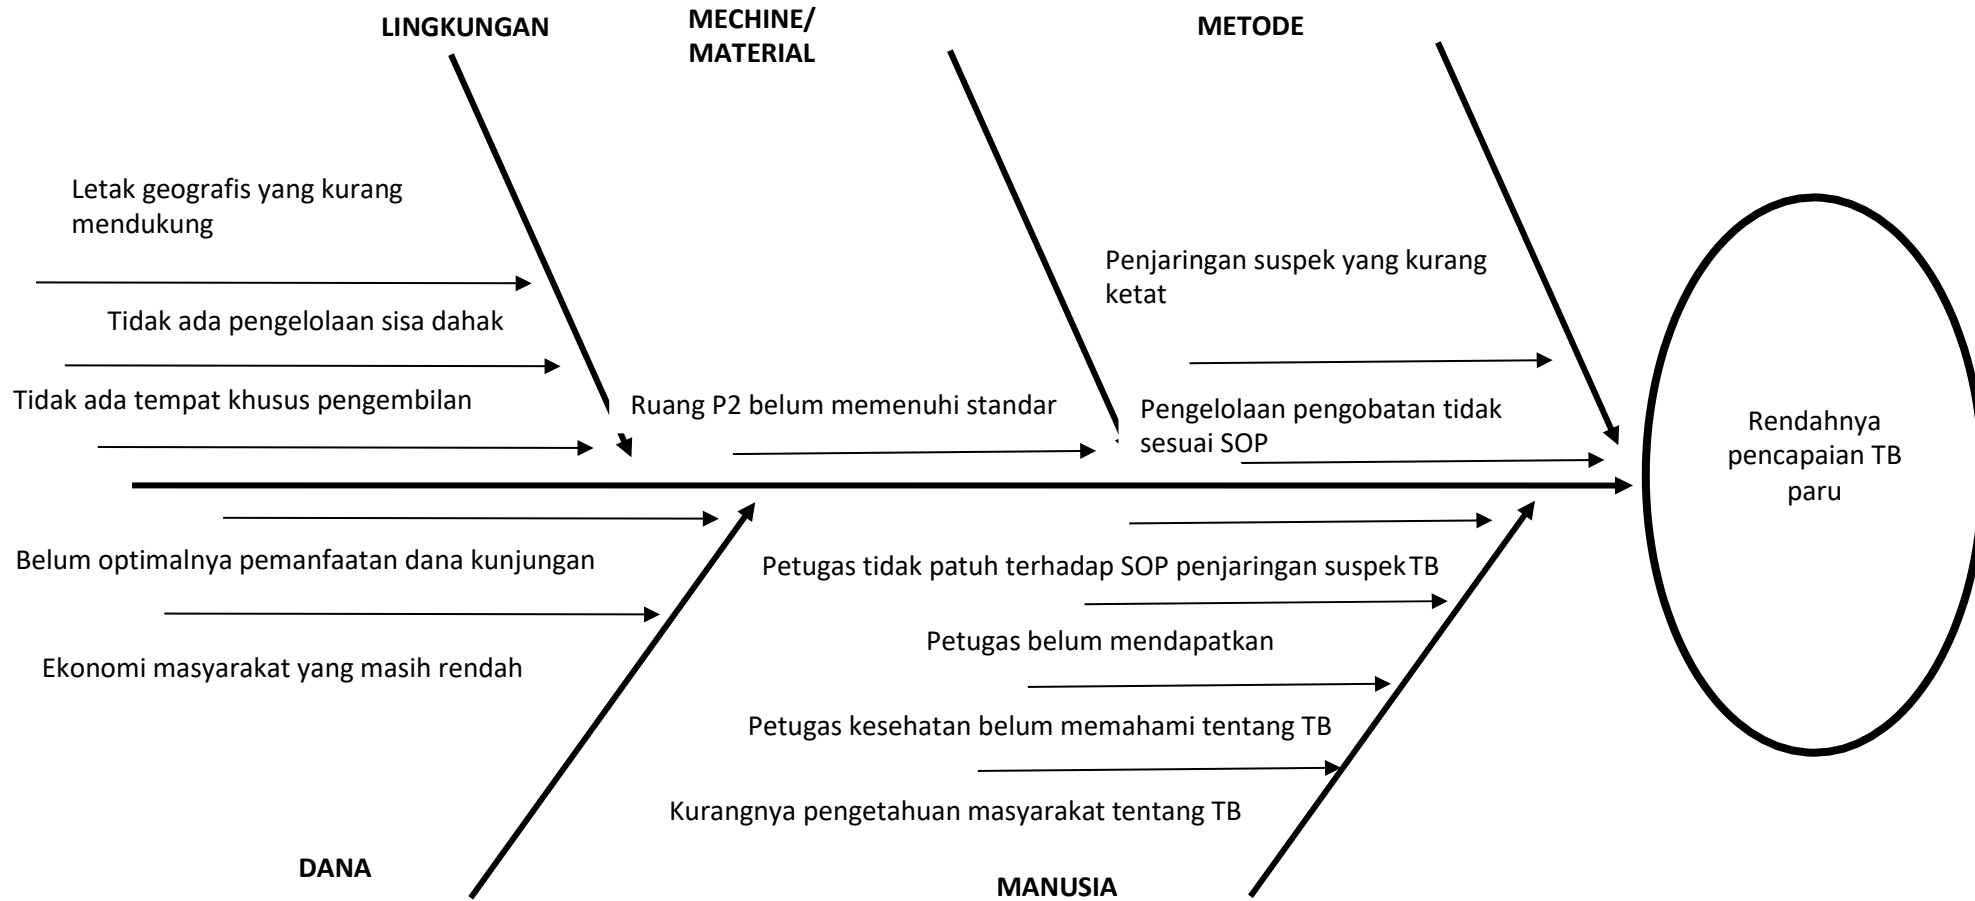 LINGKUNGAN
MECHINE/
MATERIAL
METODE
Letak geografis yang kurang
mendukung
Tidak ada pengelolaan sisa dahak
Tidak ada tempat khusus pengembilan
Ruang P2 belum memenuhi standar
Penjaringan suspek yang kurang
ketat
Pengelolaan pengobatan tidak
sesuai SOP
Rendahnya
pencapaian TB
paru
Belum optimalnya pemanfaatan dana kunjungan
Ekonomi masyarakat yang masih rendah
Petugas tidak patuh terhadap SOP penjaringan suspek TB
Petugas belum mendapatkan
Petugas kesehatan belum memahami tentang TB
Kurangnya pengetahuan masyarakat tentang TB
DANA
MANUSIA